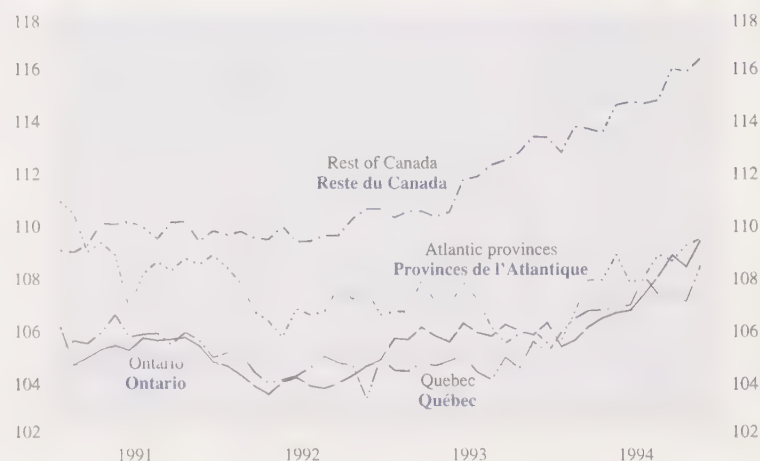 118 118
116 116
114 114
112 112
110 110
108 108
106 106
104 104
102 102
Rest of Canada
Reste du Canada
Atlantic provinces
Provinces de l'Atlantique
Ontario
Ontario
Quebec
Québec
1991 1992 1993 1994